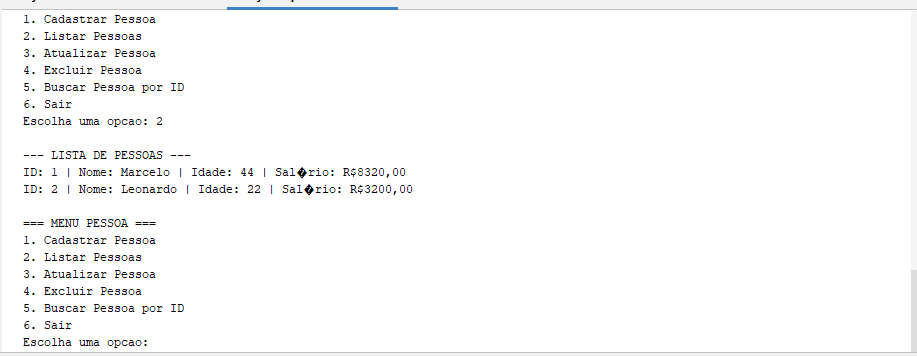 1. Cadastrar Pessoa
2. Listar Pessoas
3. Atualizar Pessoa
4. Excluir Pessoa
5. Buscar Pessoa por ID
6. Sair
Escolha uma opcao: 2
--- LISTA DE PESSOAS ---
ID: 1 | Nome: Marcelo | Idade: 44 | Sal�rio: R$8320,00
ID: 2 | Nome: Leonardo | Idade: 22 | Sal�rio: R$3200,00
=== MENU PESSOA ===
1. Cadastrar Pessoa
2. Listar Pessoas
3. Atualizar Pessoa
4. Excluir Pessoa
5. Buscar Pessoa por ID
6. Sair
Escolha uma opcao: